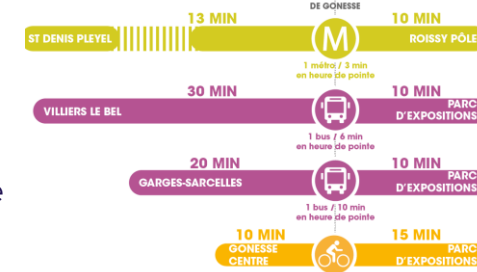 DE GONESSE
13 MIN
10 MIN
ST DENIS PLEYEL
M
ROISSY PÔLE
1 métro / 3 min
en heure de pointe
30 MIN
10 MIN
VILLIERS LE BEL
PARC
D'EXPOSITIONS
1 bus / 6 min
en heure de pointe
20 MIN
10 MIN
GARGES-SARCELLES
PARC
D'EXPOSITIONS
e
1 bus / 10 min
en heure de pointe
10 MIN
15 MIN
GONESSE
CENTRE
PARC
D'EXPOSITIONS